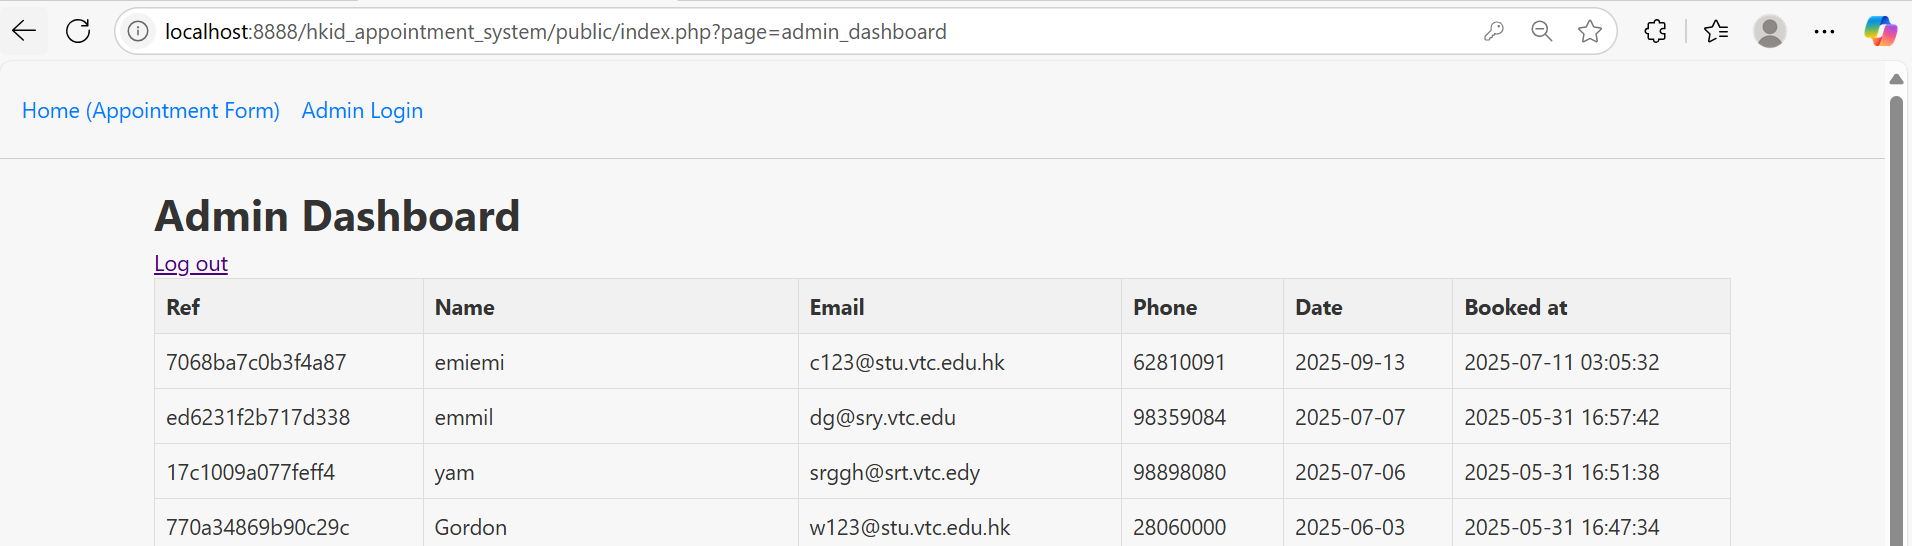 localhost:8888/hkid_appointment_system/public/index.php?page=admin_dashboard
Home (Appointment Form) Admin Login
Admin Dashboard
Log out
Ref Name Email Phone Date Booked at
7068ba7c0b3f4a87 emiemi c123@stu.vtc.edu.hk 62810091 2025-09-13 2025-07-11 03:05:32
ed6231f2b717d338 emmil dg@sry.vtc.edu 98359084 2025-07-07 2025-05-31 16:57:42
17c1009a077feff4 yam srggh@srt.vtc.edy 98898080 2025-07-06 2025-05-31 16:51:38
770a34869b90c29c Gordon w123@stu.vtc.edu.hk 28060000 2025-06-03 2025-05-31 16:47:34